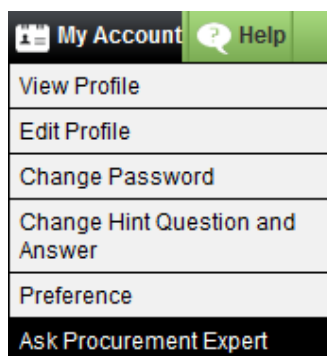 My Account Help
View Profile
Edit Profile
Change Password
Change Hint Question and
Answer
Preference
Ask Procurement Expert